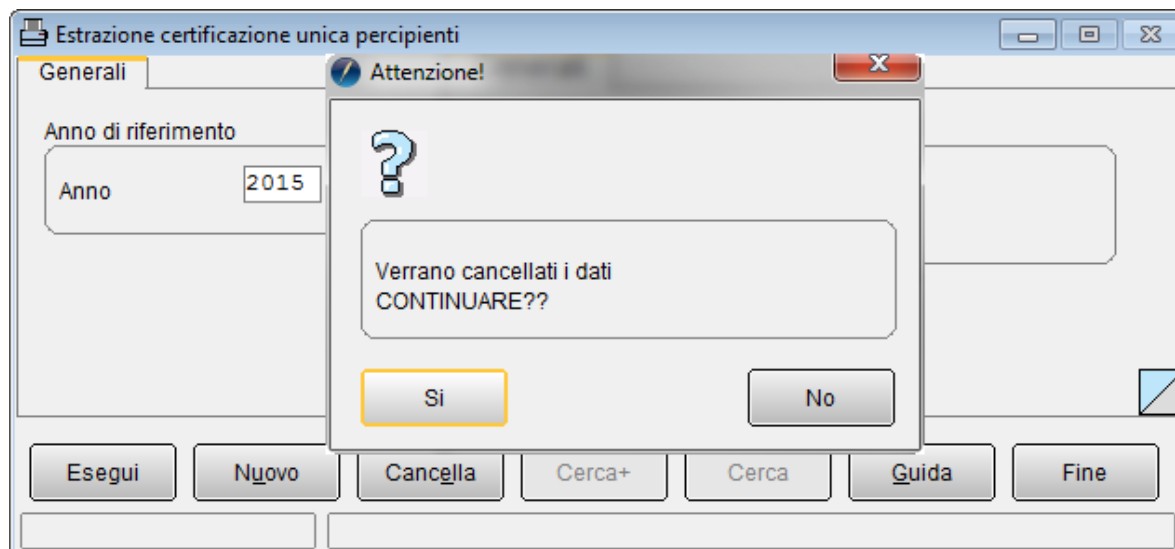 Estrazione certificazione unica percipienti
Generali
Attenzione!
Anno di riferimento
Anno
2015
Verrano cancellati i dati
CONTINUARE??
Si
No
Esegui
Nuovo
Cancella
Cerca+
Cerca
Guida
Fine